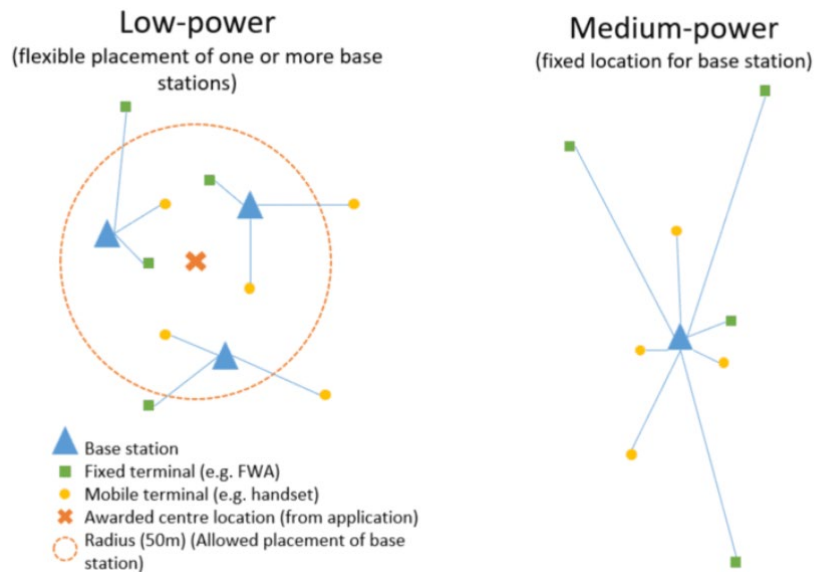 Low-power
(flexible placement of one or more base
stations)
Medium-power
(fixed location for base station)
Base station
Fixed terminal (e.g. FWA)
Mobile terminal (e.g. handset)
Awarded centre location (from application)
Radius (50m) (Allowed placement of base
station)